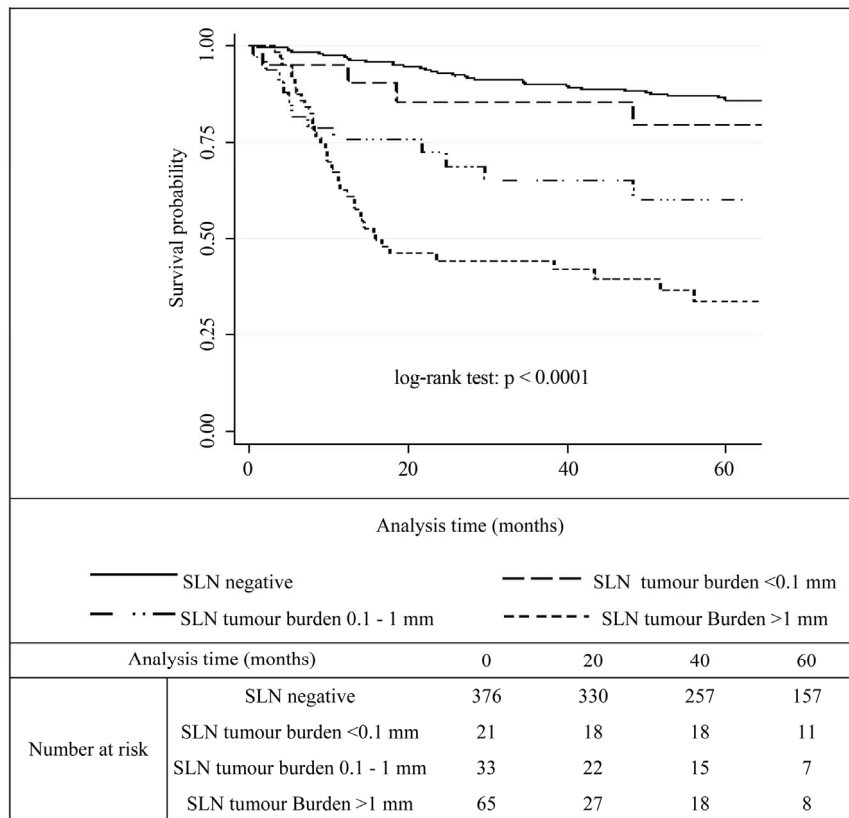 1.00
0.75
0.50
0.25
0.00
Survival probability
log-rank test: p < 0.0001
0 20 40 60
Analysis time (months)
SLN negative
SLN tumour burden <0.1 mm
SLN tumour burden 0.1 - 1 mm
SLN tumour Burden >1 mm
Analysis time (months) 0 20 40 60
Number at risk
SLN negative 376 330 257 157
SLN tumour burden <0.1 mm 21 18 18 11
SLN tumour burden 0.1 - 1 mm 33 22 15 7
SLN tumour Burden >1 mm 65 27 18 8